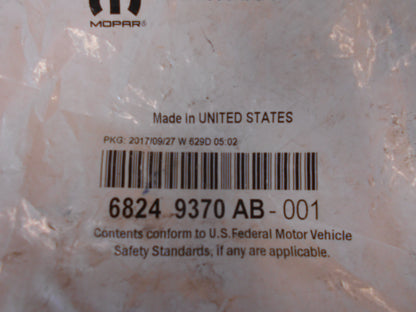 MOPAR®
Made in UNITED STATES
PKG: 2017/09/27 W 629D 05:02
6824 9370 AB - 001
Contents conform to U.S. Federal Motor Vehicle
Safety Standards, if any are applicable.